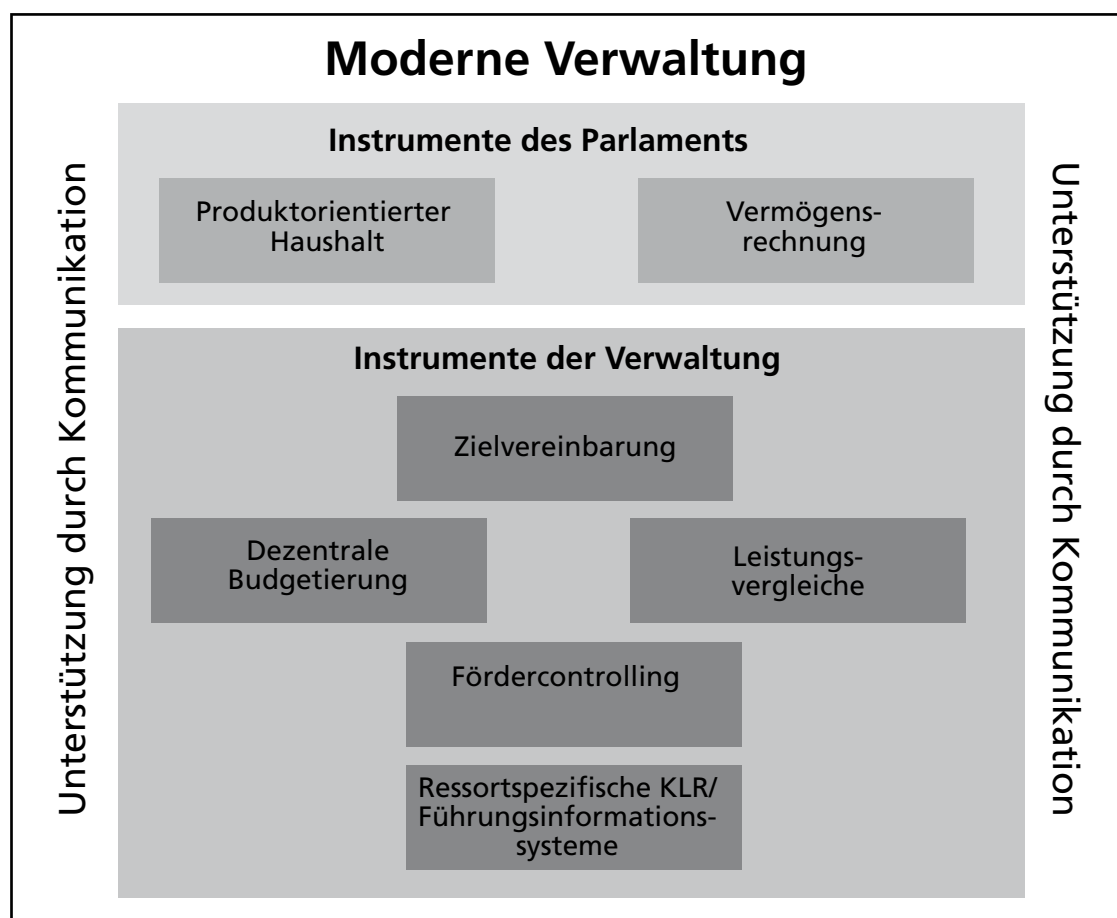 Moderne Verwaltung
Unterstützung durch Kommunikation
Instrumente des Parlaments
Produktorientierter
Haushalt
Vermögens-
rechnung
Instrumente der Verwaltung
Zielvereinbarung
Dezentrale
Budgetierung
Leistungs-
vergleiche
Fördercontrolling
Ressortspezifische KLR/
Führungsinformations-
systeme
Unterstützung durch Kommunikation